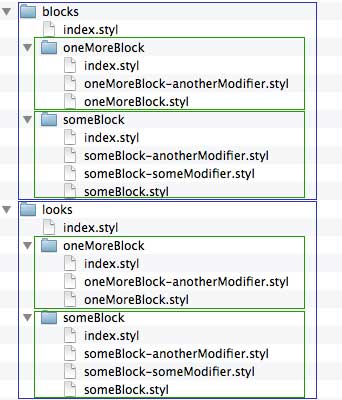 blocks
index.styl
oneMoreBlock
index.styl
oneMoreBlock-anotherModifier.styl
oneMoreBlock.styl
someBlock
index.styl
someBlock-anotherModifier.styl
someBlock-someModifier.styl
someBlock.styl
looks
index.styl
oneMoreBlock
index.styl
oneMoreBlock-anotherModifier.styl
oneMoreBlock.styl
someBlock
index.styl
someBlock-anotherModifier.styl
someBlock-someModifier.styl
someBlock.styl